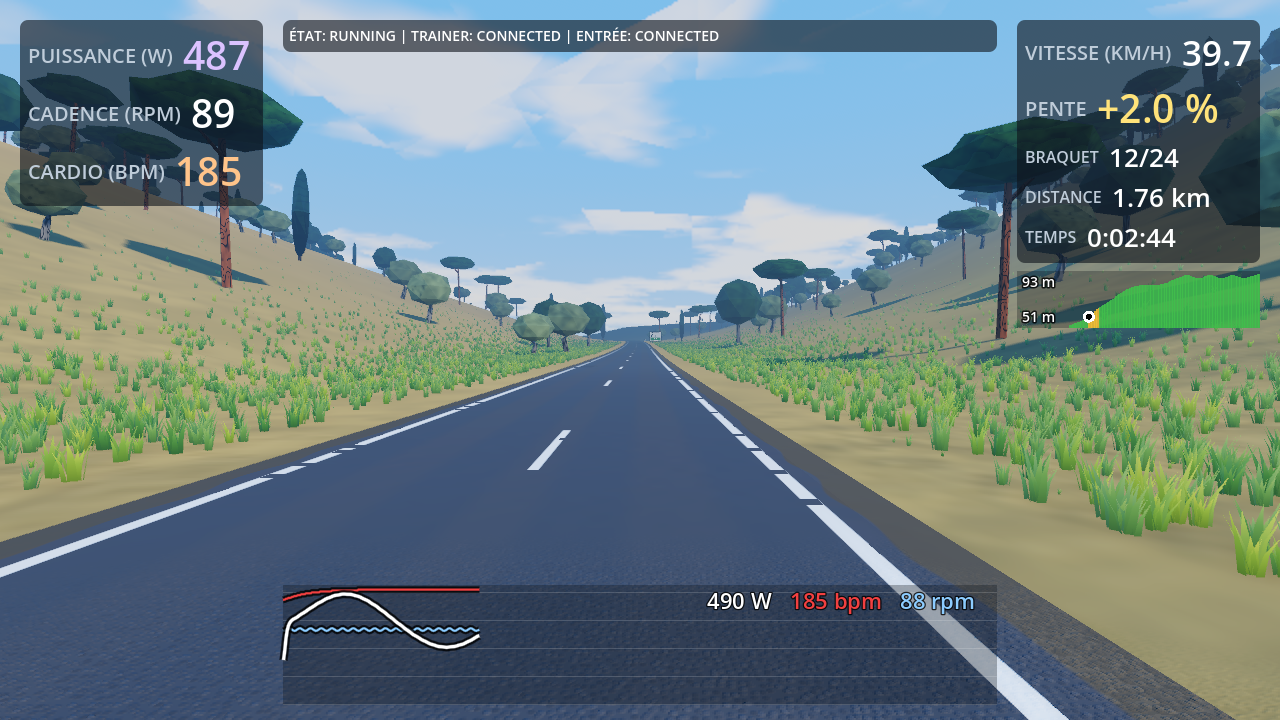 PUISSANCE (W) 487
CADENCE (RPM) 89
CARDIO (BPM) 185
ÉTAT: RUNNING | TRAINER: CONNECTED | ENTRÉE: CONNECTED
VITESSE (KM/H) 39.7
PENTE +2.0 %
BRAQUET 12/24
DISTANCE 1.76 km
TEMPS 0:02:44
93 m
51 m
490 W 185 bpm 88 rpm